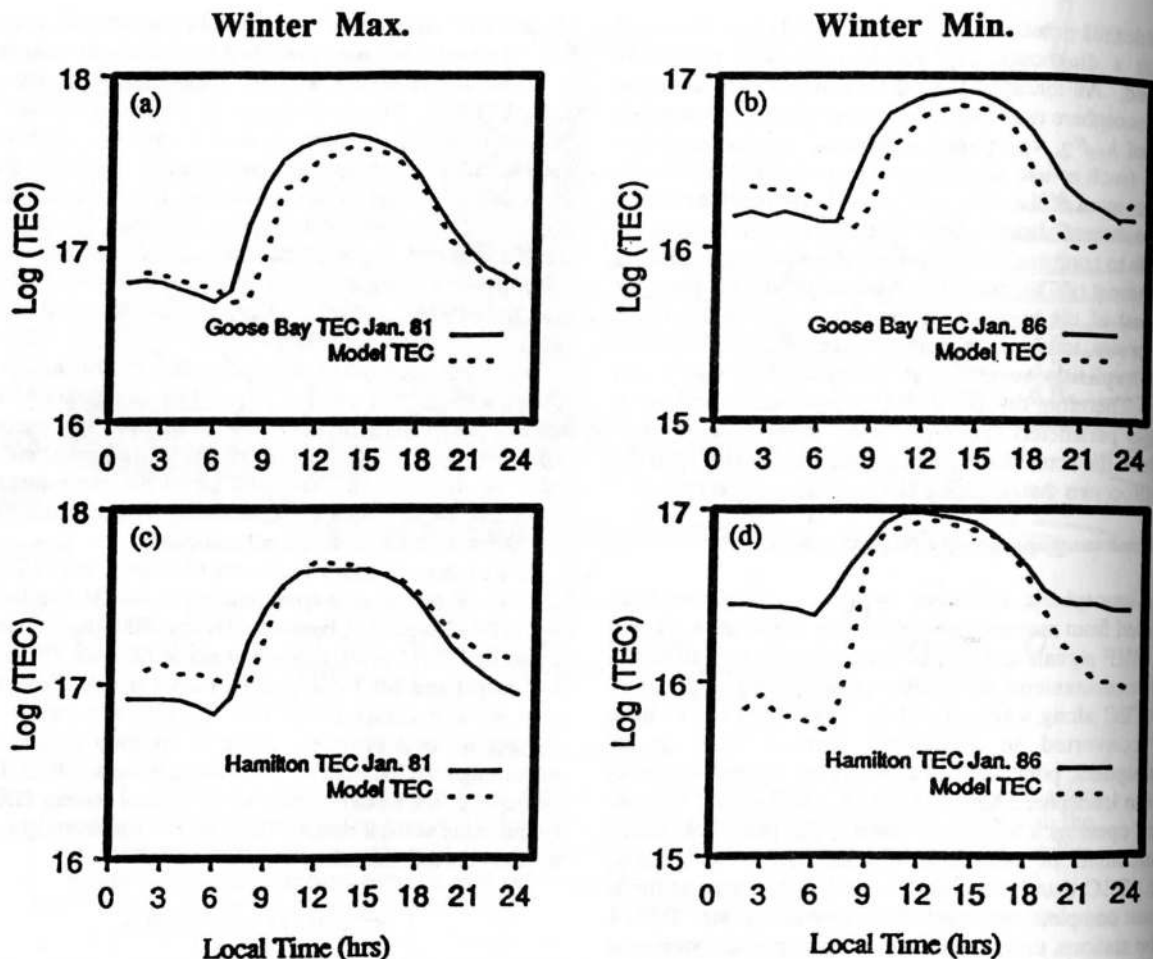 Winter Max.
Winter Min.
18
(a)
Log (TEC)
17
Goose Bay TEC Jan. 81
Model TEC
16
0 3 6 9 12 15 18 21 24
17
(b)
Log (TEC)
16
Goose Bay TEC Jan. 86
Model TEC
15
0 3 6 9 12 15 18 21 24
18
(c)
Log (TEC)
17
Hamilton TEC Jan. 81
Model TEC
16
0 3 6 9 12 15 18 21 24
Local Time (hrs)
17
(d)
Log (TEC)
16
Hamilton TEC Jan. 86
Model TEC
15
0 3 6 9 12 15 18 21 24
Local Time (hrs)